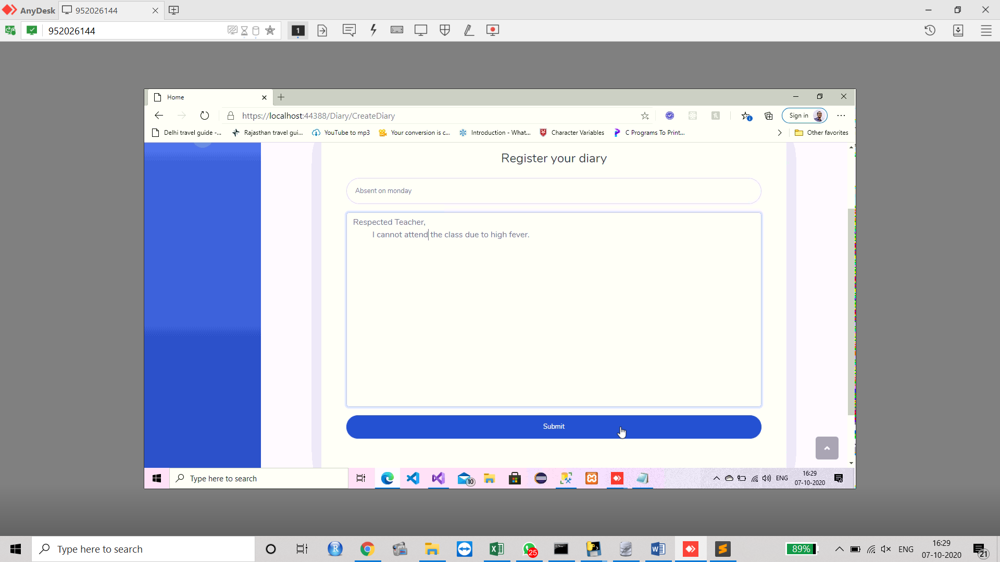 AnyDesk
952026144
952026144
1
Home
https://localhost:44388/Diary/CreateDiary
Sign in
Delhi travel guide -...
Rajasthan travel gui...
YouTube to mp3
Your conversion is c...
Introduction - What...
Character Variables
C Programs To Print...
Other favorites
Register your diary
Absent on monday
Respected Teacher,
I cannot attend the class due to high fever.
Submit
Type here to search
10
ENG
16:29
07-10-2020
Type here to search
R
25
89%
ENG
16:29
07-10-2020
21